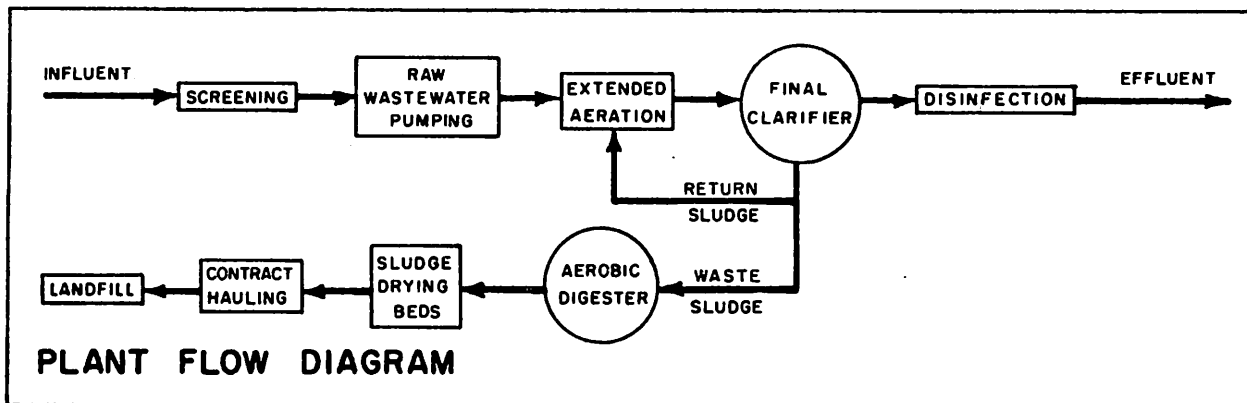 INFLUENT
SCREENING
RAW
WASTEWATER
PUMPING
EXTENDED
AERATION
FINAL
CLARIFIER
DISINFECTION
EFFLUENT
RETURN
SLUDGE
LANDFILL
CONTRACT
HAULING
SLUDGE
DRYING
BEDS
AEROBIC
DIGESTER
WASTE
SLUDGE
PLANT FLOW DIAGRAM